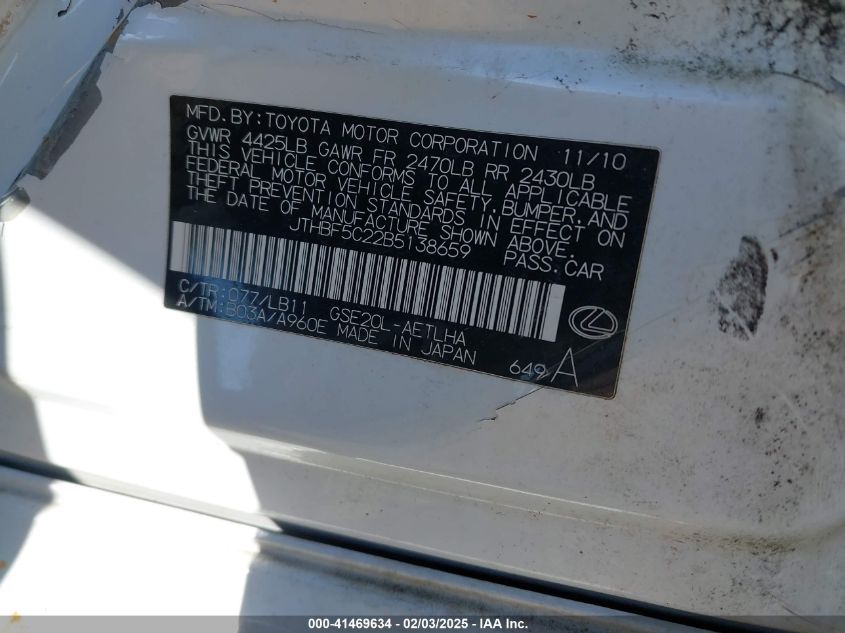 MFD.BY:TOYOTA MOTOR CORPORATION 11/10
GVWR 4425LB GAWR FR 2470LB RR 2430LB
THIS VEHICLE CONFORMS TO ALL APPLICABLE
FEDERAL MOTOR VEHICLE SAFETY,BUMPER,AND
THEFT PREVENTION STANDARDS IN EFFECT ON
THE DATE OF MANUFACTURE SHOWN ABOVE.
JTHBF5C22B5138659 PASS.CAR
C/TR:077/LB11 GSE20L-AETLHA
A/TM:B03A/A960E MADE IN JAPAN
649 A
000-41469634 - 02/03/2025 - IAA Inc.